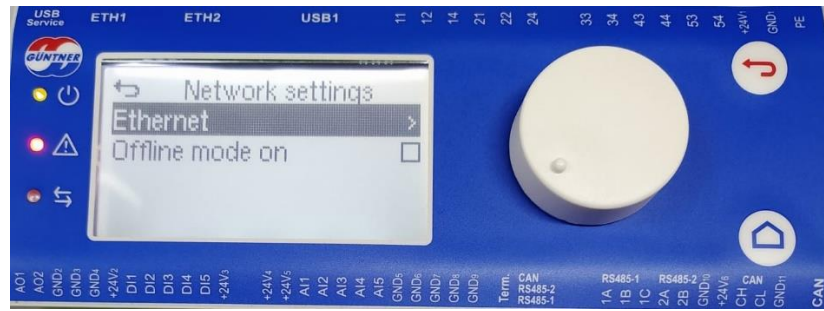 USB Service ETH1 ETH2 USB1 11 12 14 21 22 24 33 34 43 44 53 54 +24V1 GND1 PE
GÜNTNER
Network settings
Ethernet >
Offline mode on
AO1 AO2 GND2 GND3 GND4 +24V2 DI1 DI2 DI3 DI4 DI5 +24V3 +24V4 +24V5 AI1 AI2 AI3 AI4 AI5 GND5 GND6 GND7 GND8 GND9 Term. CAN RS485-2 RS485-1 RS485-1 1A 1B 1C RS485-2 2A 2B GND10 +24V6 CAN CH CL GND11 CAN